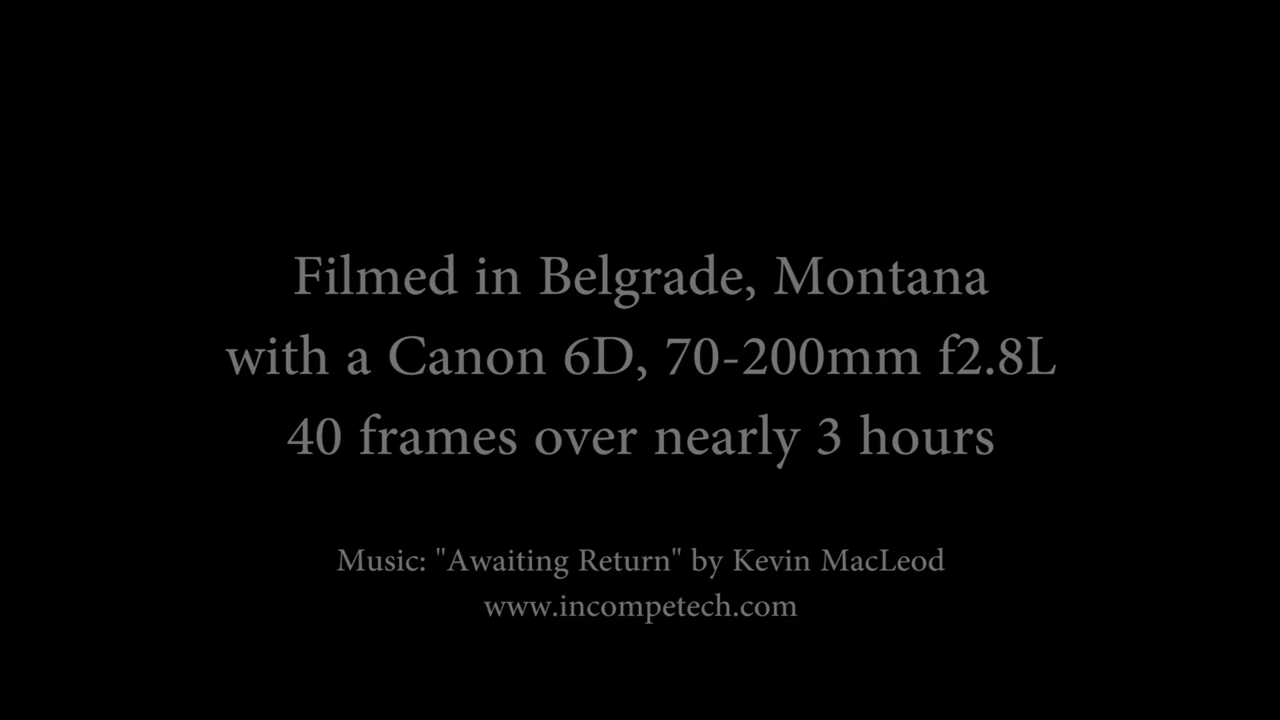 Filmed in Belgrade, Montana
with a Canon 6D, 70-200mm f2.8L
40 frames over nearly 3 hours
Music: "Awaiting Return" by Kevin MacLeod
www.incompetech.com